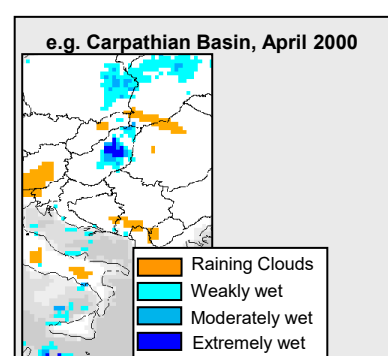 e.g. Carpathian Basin, April 2000
Raining Clouds
Weakly wet
Moderately wet
Extremely wet